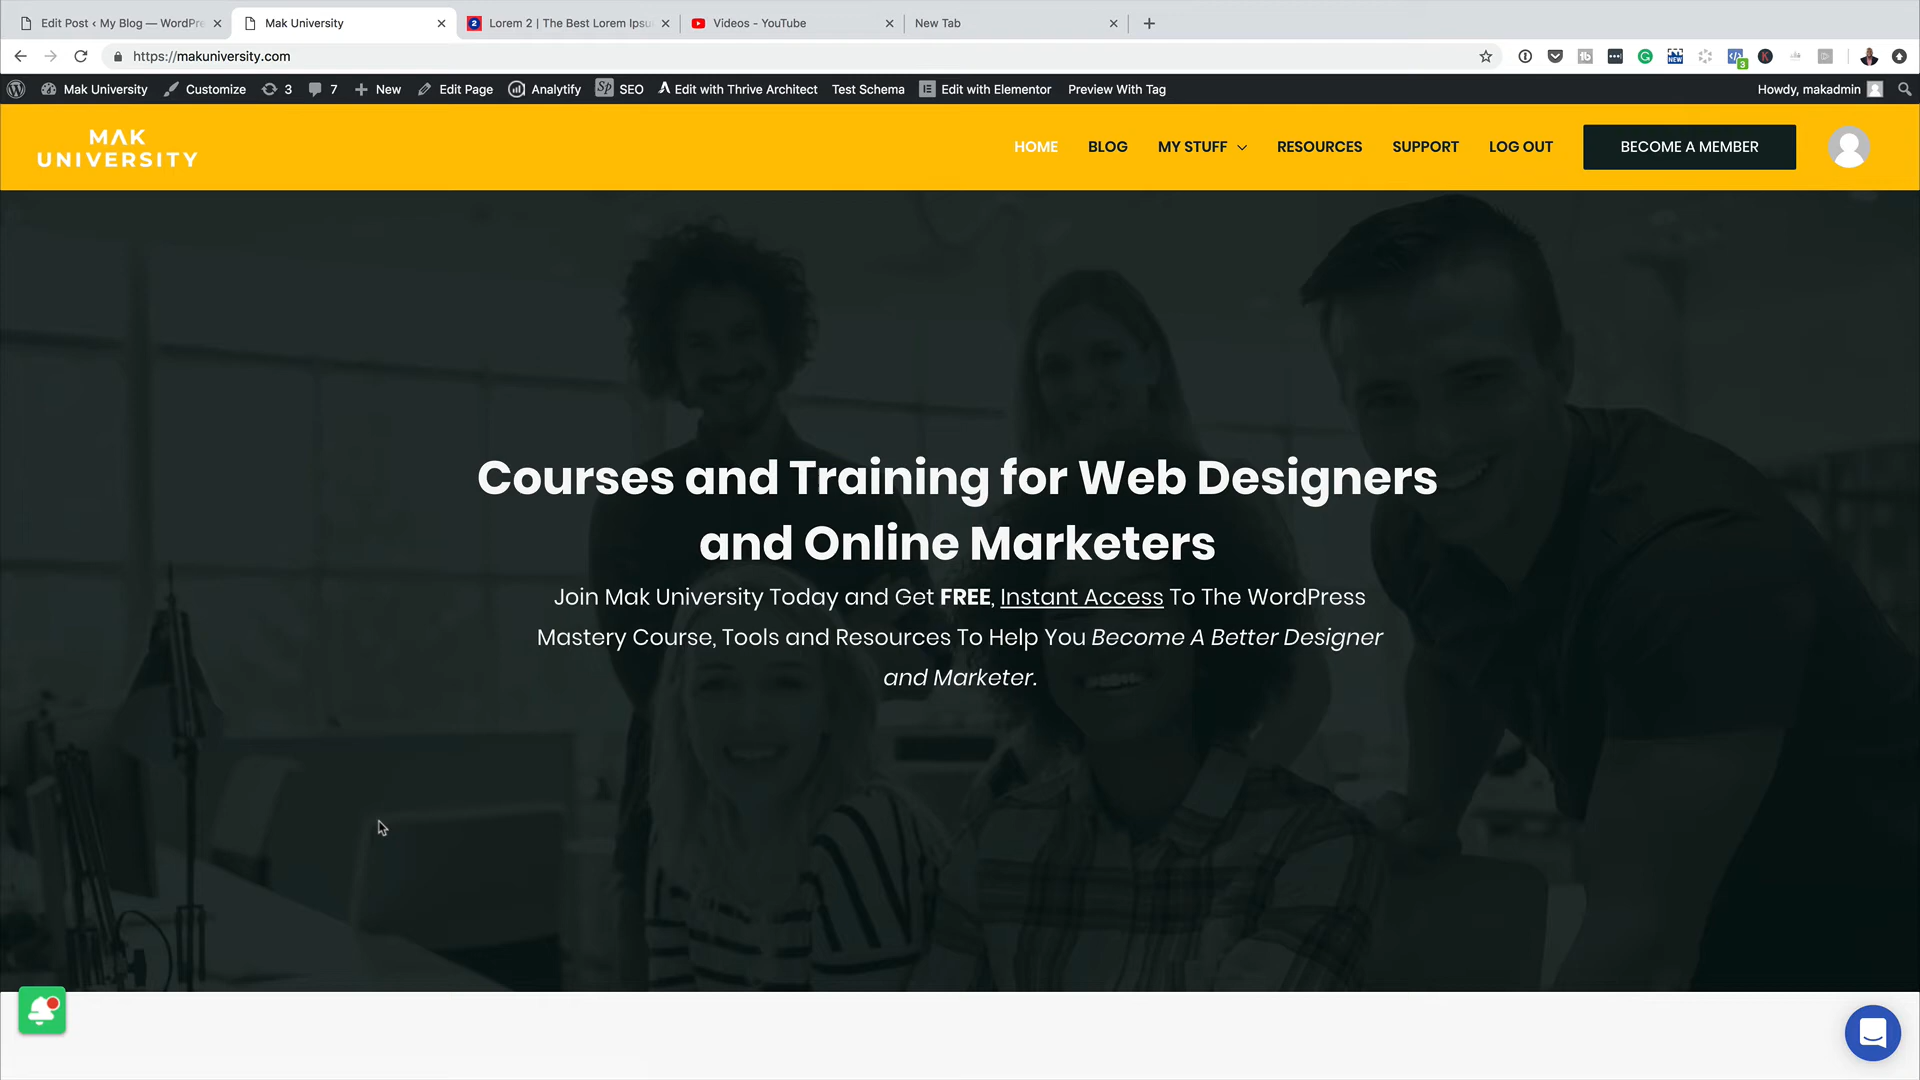 Edit Post ‹ My Blog — WordPre
Mak University
Lorem 2 | The Best Lorem Ipsu
Videos - YouTube
New Tab
https://makuniversity.com
NEW
3
Mak University
Customize
3
7
New
Edit Page
Analytify
SEO
Edit with Thrive Architect
Test Schema
Edit with Elementor
Preview With Tag
Howdy, makadmin
MAK
UNIVERSITY
HOME
BLOG
MY STUFF
RESOURCES
SUPPORT
LOG OUT
BECOME A MEMBER
Courses and Training for Web Designers
and Online Marketers
Join Mak University Today and Get FREE, Instant Access To The WordPress
Mastery Course, Tools and Resources To Help You Become A Better Designer
and Marketer.